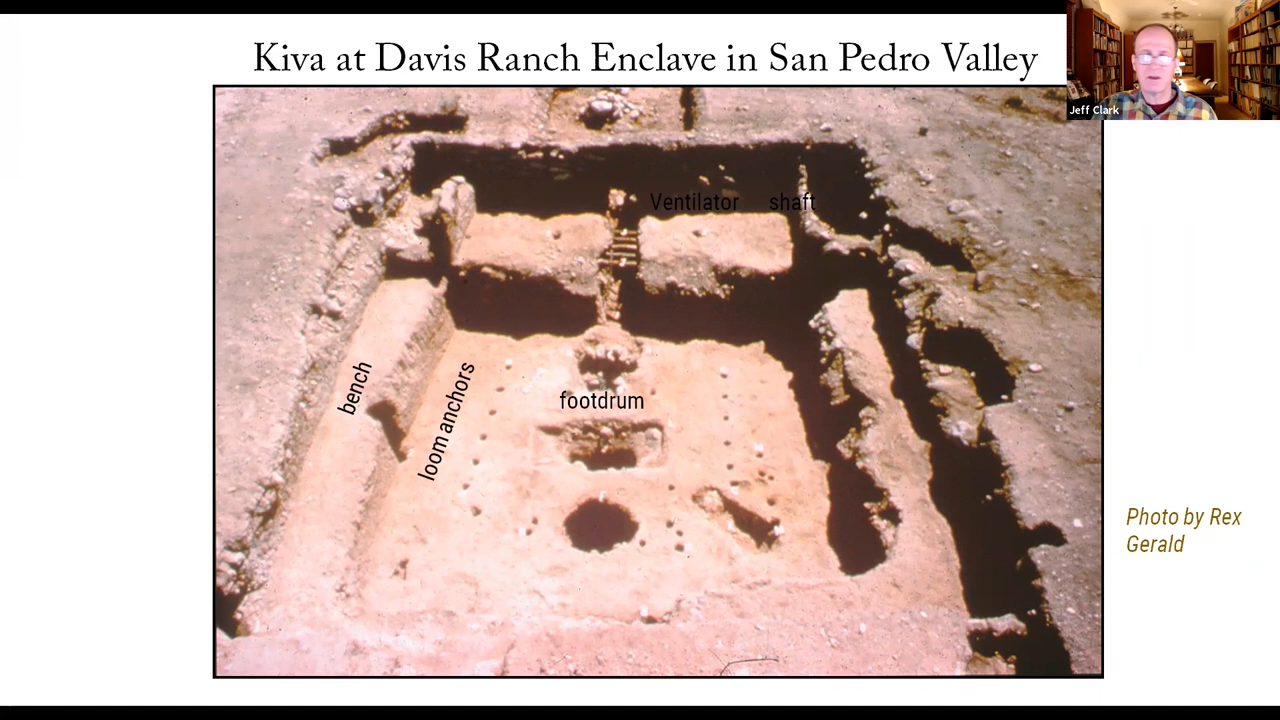 Kiva at Davis Ranch Enclave in San Pedro Valley
Jeff Clark
Ventilator shaft
bench
loom anchors
footdrum
Photo by Rex
Gerald